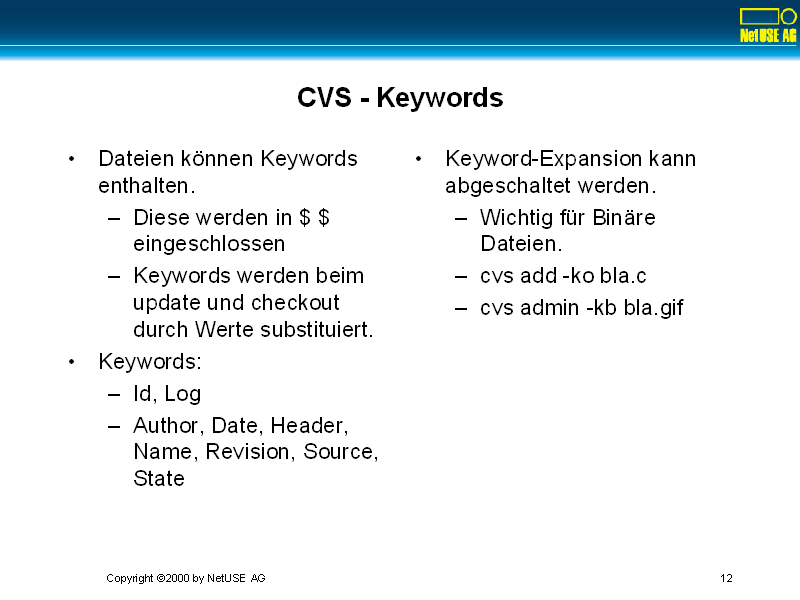 NetUSE AG
CVS - Keywords
• Dateien können Keywords
enthalten.
– Diese werden in $ $
eingeschlossen
– Keywords werden beim
update und checkout
durch Werte substituiert.
• Keywords:
– Id, Log
– Author, Date, Header,
Name, Revision, Source,
State
• Keyword-Expansion kann
abgeschaltet werden.
– Wichtig für Binäre
Dateien.
– cvs add -ko bla.c
– cvs admin -kb bla.gif
Copyright ©2000 by NetUSE AG
12